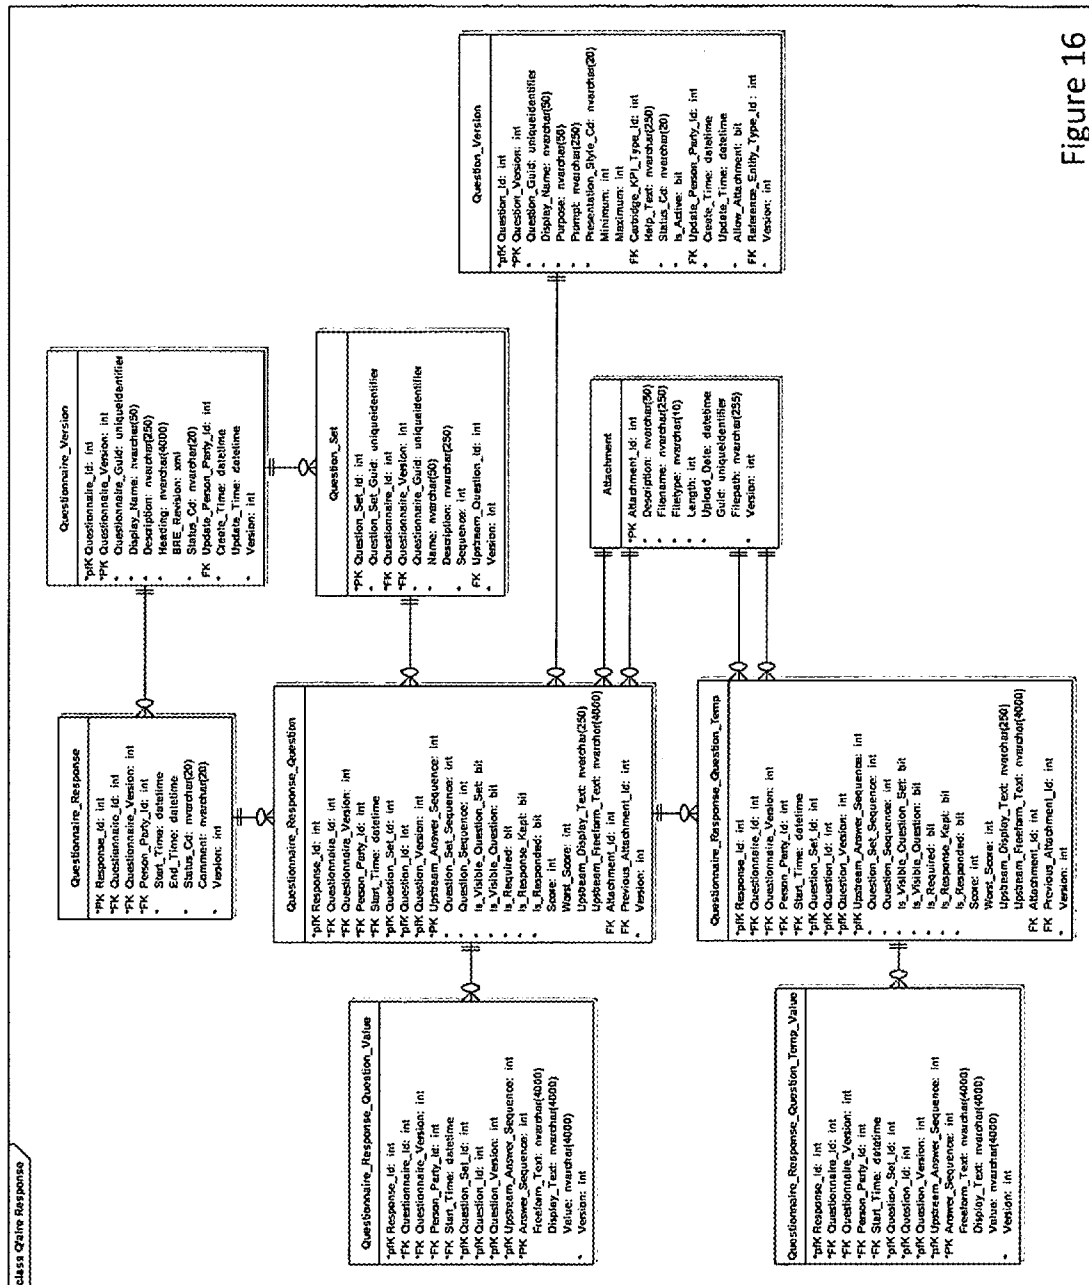 class Q'aire Response
Questionnaire_Version
*pfK Questionnaire_Id: int
*PK Questionnaire_Version: int
* Questionnaire_Guid: uniqueidentifier
* Display_Name: nvarchar(50)
* Description: nvarchar(250)
* Heading: nvarchar(4000)
BRE_Revision: xml
* Status_Cd: nvarchar(20)
FK Update_Person_Party_Id: int
* Create_Time: datetime
Update_Time: datetime
* Version: int
Questionnaire_Response
*PK Response_Id: int
*FK Questionnaire_Id: int
*FK Questionnaire_Version: int
*FK Person_Party_Id: int
* Start_Time: datetime
End_Time: datetime
* Status_Cd: nvarchar(20)
Comment: nvarchar(20)
* Version: int
Question_Set
*PK Question_Set_Id: int
* Question_Set_Guid: uniqueidentifier
*FK Questionnaire_Id: int
*FK Questionnaire_Version: int
* Questionnaire_Guid: uniqueidentifier
* Name: nvarchar(50)
Description: nvarchar(250)
* Sequence: int
FK Upstream_Question_Id: int
* Version: int
Question_Version
*pfK Question_Id: int
*PK Question_Version: int
* Question_Guid: uniqueidentifier
* Display_Name: nvarchar(50)
* Purpose: nvarchar(50)
* Prompt: nvarchar(250)
* Presentation_Style_Cd: nvarchar(20)
Minimum: int
Maximum: int
FK Cartridge_KPI_Type_Id: int
Help_Text: nvarchar(250)
* Status_Cd: nvarchar(20)
* Is_Active: bit
FK Update_Person_Party_Id: int
* Create_Time: datetime
Update_Time: datetime
* Allow_Attachment: bit
FK Reference_Entity_Type_Id: int
* Version: int
Questionnaire_Response_Question
*pfK Response_Id: int
*FK Questionnaire_Id: int
*FK Questionnaire_Version: int
*FK Person_Party_Id: int
*FK Start_Time: datetime
*pfK Question_Set_Id: int
*pfK Question_Id: int
*pfK Question_Version: int
*PK Upstream_Answer_Sequence: int
* Question_Set_Sequence: int
* Question_Sequence: int
* Is_Visible_Question_Set: bit
* Is_Visible_Question: bit
* Is_Required: bit
* Is_Response_Kept: bit
* Is_Responded: bit
Score: int
Worst_Score: int
Upstream_Display_Text: nvarchar(250)
Upstream_Freeform_Text: nvarchar(4000)
FK Attachment_Id: int
FK Previous_Attachment_Id: int
* Version: int
Attachment
*PK Attachment_Id: int
* Description: nvarchar(50)
* Filename: nvarchar(250)
* Filetype: nvarchar(10)
* Length: int
* Upload_Date: datetime
Guid: uniqueidentifier
Filepath: nvarchar(255)
* Version: int
Questionnaire_Response_Question_Value
*pfK Response_Id: int
*FK Questionnaire_Id: int
*FK Questionnaire_Version: int
*FK Person_Party_Id: int
*FK Start_Time: datetime
*pfK Question_Set_Id: int
*pfK Question_Id: int
*pfK Question_Version: int
*pfK Upstream_Answer_Sequence: int
*PK Answer_Sequence: int
Freeform_Text: nvarchar(4000)
Display_Text: nvarchar(4000)
Value: nvarchar(4000)
* Version: int
Questionnaire_Response_Question_Temp
*pfK Response_Id: int
*FK Questionnaire_Id: int
*FK Questionnaire_Version: int
*FK Person_Party_Id: int
*FK Start_Time: datetime
*pfK Question_Set_Id: int
*pfK Question_Id: int
*pfK Question_Version: int
*pfK Upstream_Answer_Sequence: int
* Question_Set_Sequence: int
* Question_Sequence: int
* Is_Visible_Question_Set: bit
* Is_Visible_Question: bit
* Is_Required: bit
* Is_Response_Kept: bit
* Is_Responded: bit
Score: int
Worst_Score: int
Upstream_Display_Text: nvarchar(250)
Upstream_Freeform_Text: nvarchar(4000)
FK Attachment_Id: int
FK Previous_Attachment_Id: int
* Version: int
Questionnaire_Response_Question_Temp_Value
*pfK Response_Id: int
*FK Questionnaire_Id: int
*FK Questionnaire_Version: int
*FK Person_Party_Id: int
*FK Start_Time: datetime
*pfK Question_Set_Id: int
*pfK Question_Id: int
*pfK Question_Version: int
*pfK Upstream_Answer_Sequence: int
*PK Answer_Sequence: int
Freeform_Text: nvarchar(4000)
Display_Text: nvarchar(4000)
Value: nvarchar(4000)
* Version: int
Figure 16